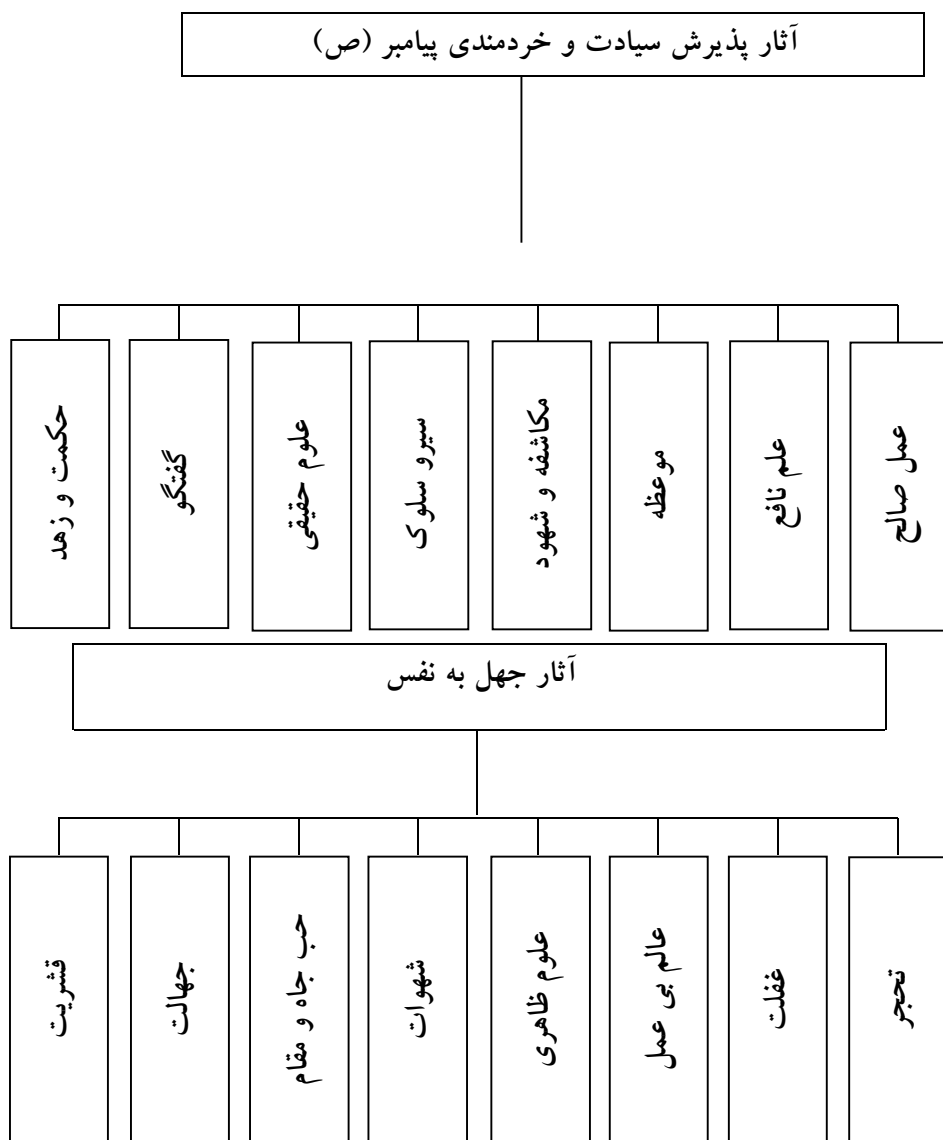 آثار پذیرش سیادت و خردمندی پیامبر (ص)
عمل صالح
علم نافع
موعظه
مکاشفه و شهود
سیرو سلوک
علوم حقیقی
گفتگو
حکمت و زهد
آثار جهل به نفس
تحجر
غفلت
عالم بی عمل
علوم ظاهری
شهوات
حب جاه و مقام
جهالت
قشریت